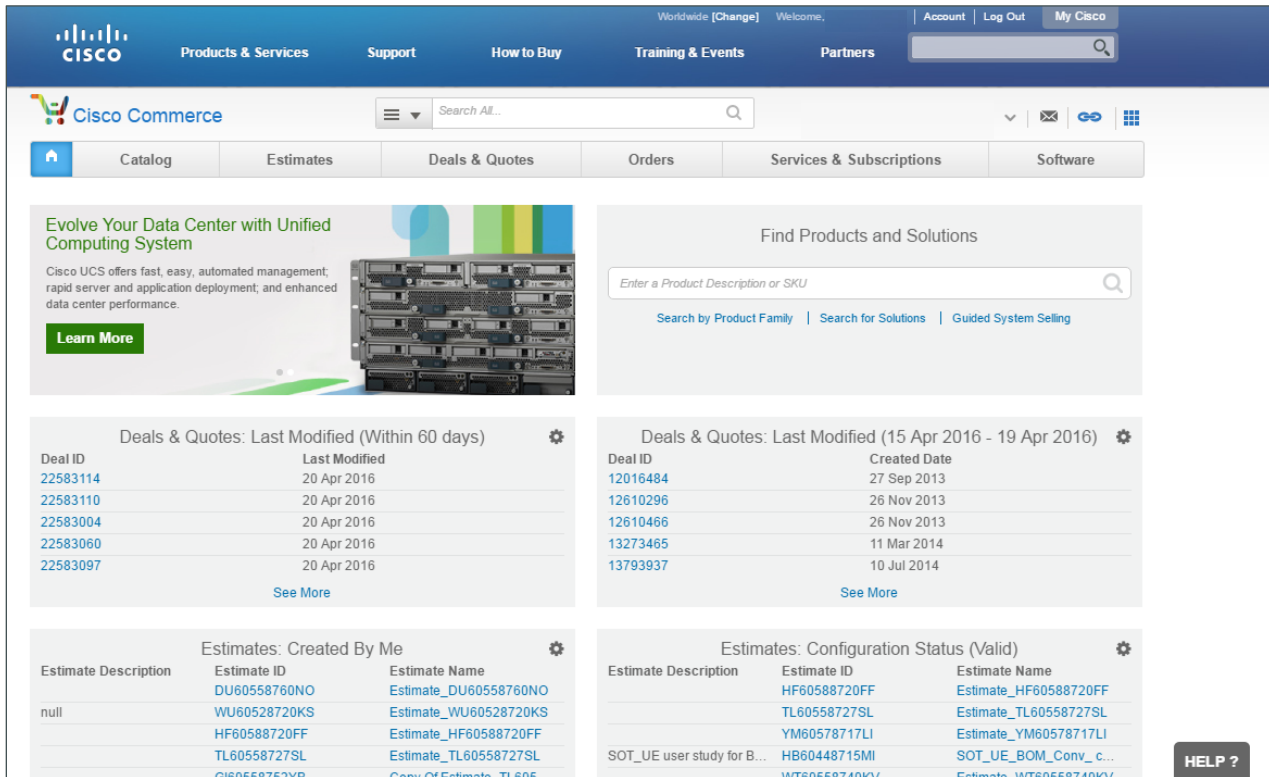 Worldwide [Change] Welcome, Account Log Out My Cisco
CISCO
Products & Services Support How to Buy Training & Events Partners
Cisco Commerce
Search All...
Catalog Estimates Deals & Quotes Orders Services & Subscriptions Software
Evolve Your Data Center with Unified
Computing System
Cisco UCS offers fast, easy, automated management;
rapid server and application deployment; and enhanced
data center performance.
Learn More
Find Products and Solutions
Enter a Product Description or SKU
Search by Product Family | Search for Solutions | Guided System Selling
Deals & Quotes: Last Modified (Within 60 days)
Deal ID Last Modified
22583114 20 Apr 2016
22583110 20 Apr 2016
22583004 20 Apr 2016
22583060 20 Apr 2016
22583097 20 Apr 2016
See More
Deals & Quotes: Last Modified (15 Apr 2016 - 19 Apr 2016)
Deal ID Created Date
12016484 27 Sep 2013
12610296 26 Nov 2013
12610466 26 Nov 2013
13273465 11 Mar 2014
13793937 10 Jul 2014
See More
Estimates: Created By Me
Estimate Description Estimate ID Estimate Name
DU60558760NO Estimate_DU60558760NO
null WU60528720KS Estimate_WU60528720KS
HF60588720FF Estimate_HF60588720FF
TL60558727SL Estimate_TL60558727SL
Estimates: Configuration Status (Valid)
Estimate Description Estimate ID Estimate Name
HF60588720FF Estimate_HF60588720FF
TL60558727SL Estimate_TL60558727SL
YM60578717LI Estimate_YM60578717LI
SOT_UE user study for B... HB60448715MI SOT_UE_BOM_Conv_ c...
HELP ?